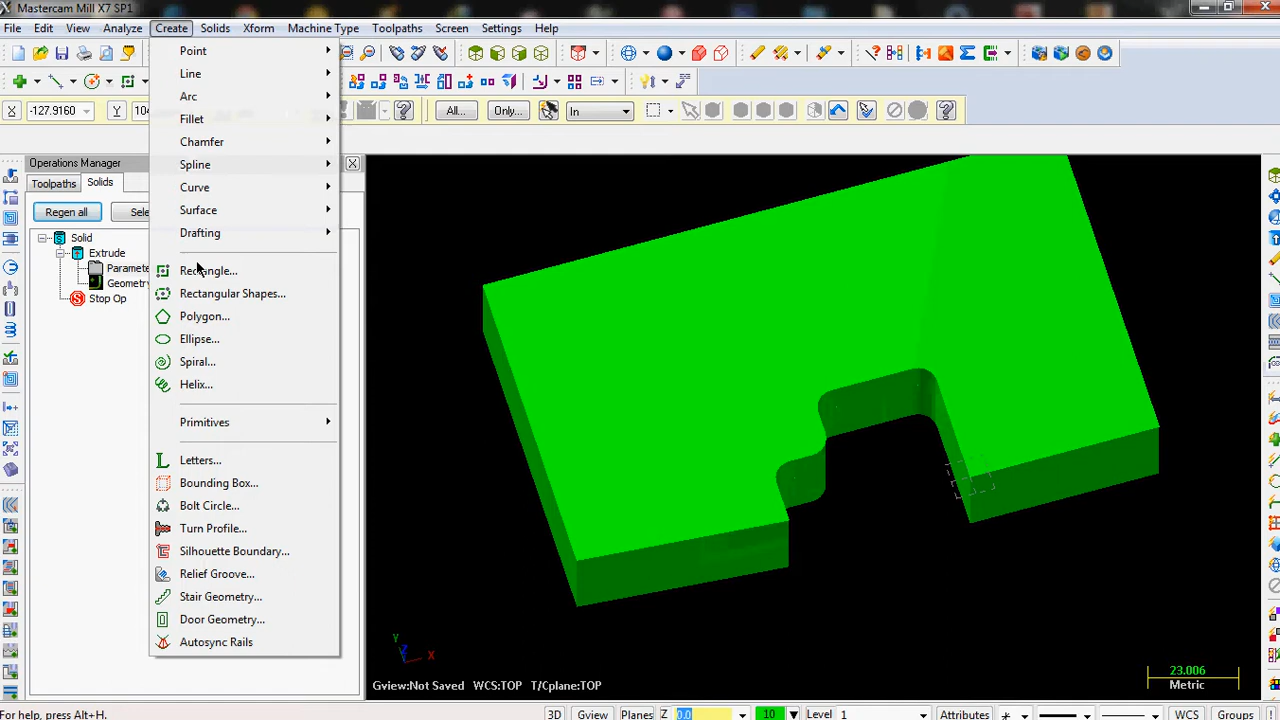 Mastercam Mill X7 SP1
File Edit View Analyze Create Solids Xform Machine Type Toolpaths Screen Settings Help
X -127.9160 Y All... Only... In
Operations Manager
Toolpaths Solids
Regen all
Solid
Extrude
Stop Op
Point
Line
Arc
Fillet
Chamfer
Spline
Curve
Surface
Drafting
Rectangle...
Rectangular Shapes...
Polygon...
Ellipse...
Spiral...
Helix...
Primitives
Letters...
Bounding Box...
Bolt Circle...
Turn Profile...
Silhouette Boundary...
Relief Groove...
Stair Geometry...
Door Geometry...
Autosync Rails
Y
X
Gview:Not Saved WCS:TOP T/Cplane:TOP
23.006
Metric
For help, press Alt+H.
3D Gview Planes Z 0.0 10 Level 1 Attributes WCS Groups